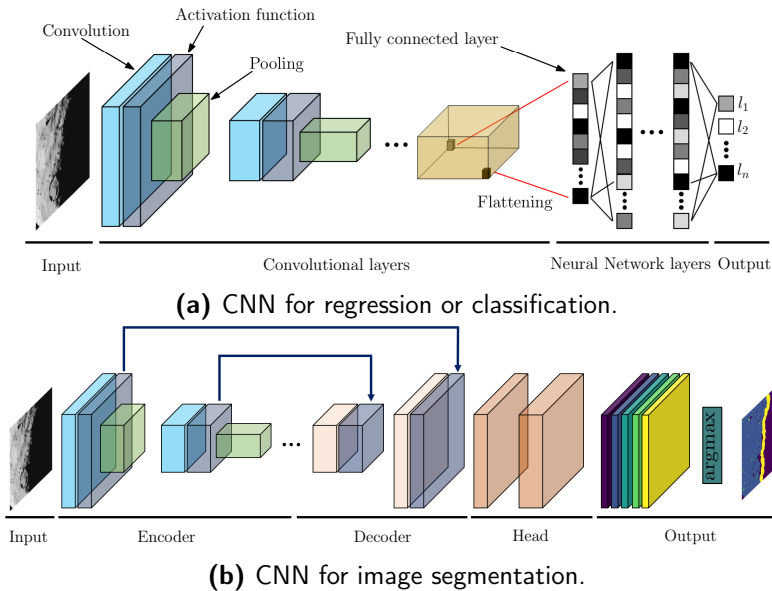 Activation function
Convolution
Fully connected layer
Pooling
l1
l2
ln
Flattening
Input
Convolutional layers
Neural Network layers
Output
(a) CNN for regression or classification.
argmax
Input
Encoder
Decoder
Head
Output
(b) CNN for image segmentation.